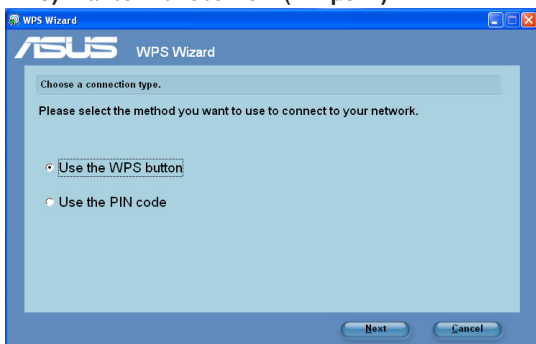 WPS Wizard
ASUS WPS Wizard
Choose a connection type.
Please select the method you want to use to connect to your network.
Use the WPS button
Use the PIN code
Next Cancel